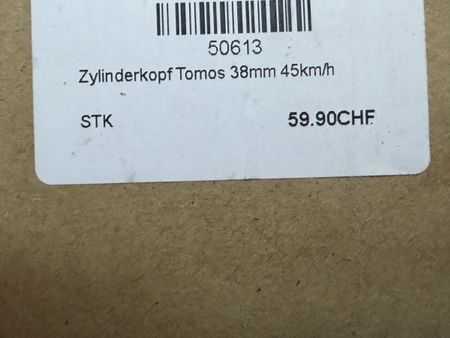 50613
Zylinderkopf Tomos 38mm 45km/h
STK 59.90CHF